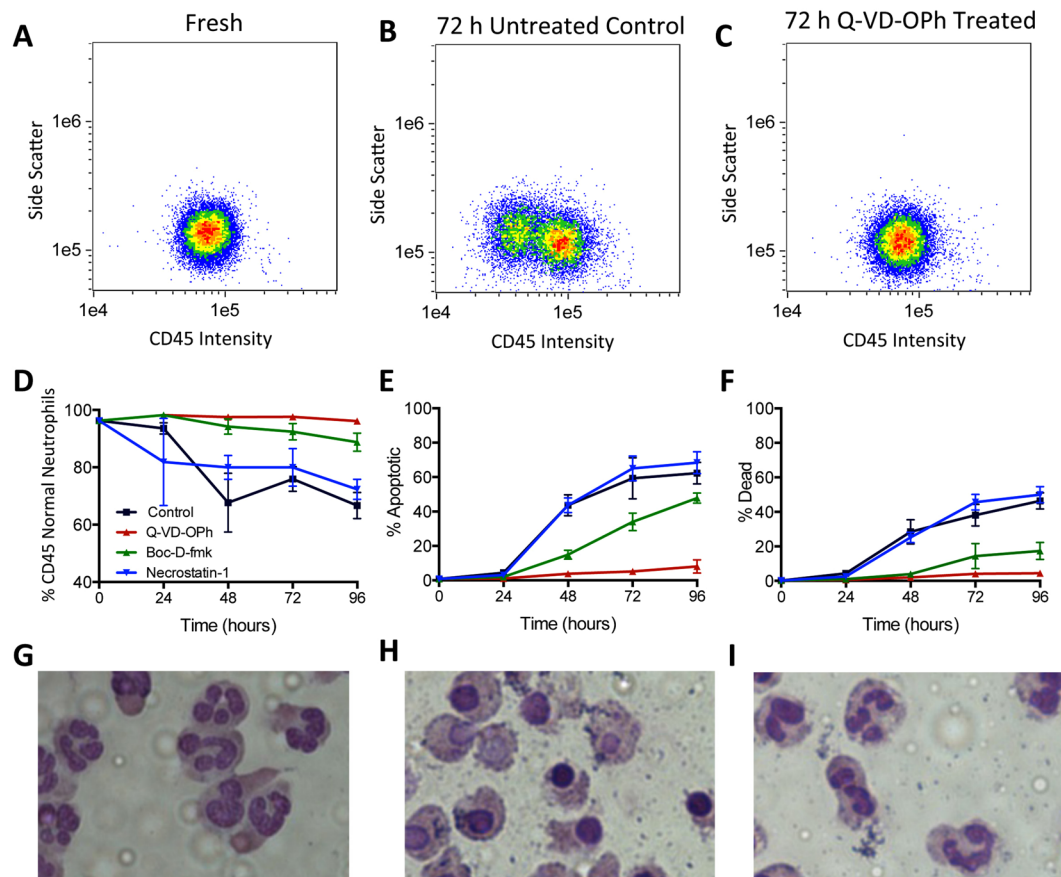 A
Fresh
B
72 h Untreated Control
C
72 h Q-VD-OPh Treated
Side Scatter
1e6
1e5
1e4
1e5
CD45 Intensity
Side Scatter
1e6
1e5
1e4
1e5
CD45 Intensity
Side Scatter
1e6
1e5
1e4
1e5
CD45 Intensity
D
% CD45 Normal Neutrophils
100
80
60
40
Control
Q-VD-OPh
Boc-D-fmk
Necrostatin-1
0 24 48 72 96
Time (hours)
E
% Apoptotic
100
80
60
40
20
0
0 24 48 72 96
Time (hours)
F
% Dead
100
80
60
40
20
0
0 24 48 72 96
Time (hours)
G
H
I